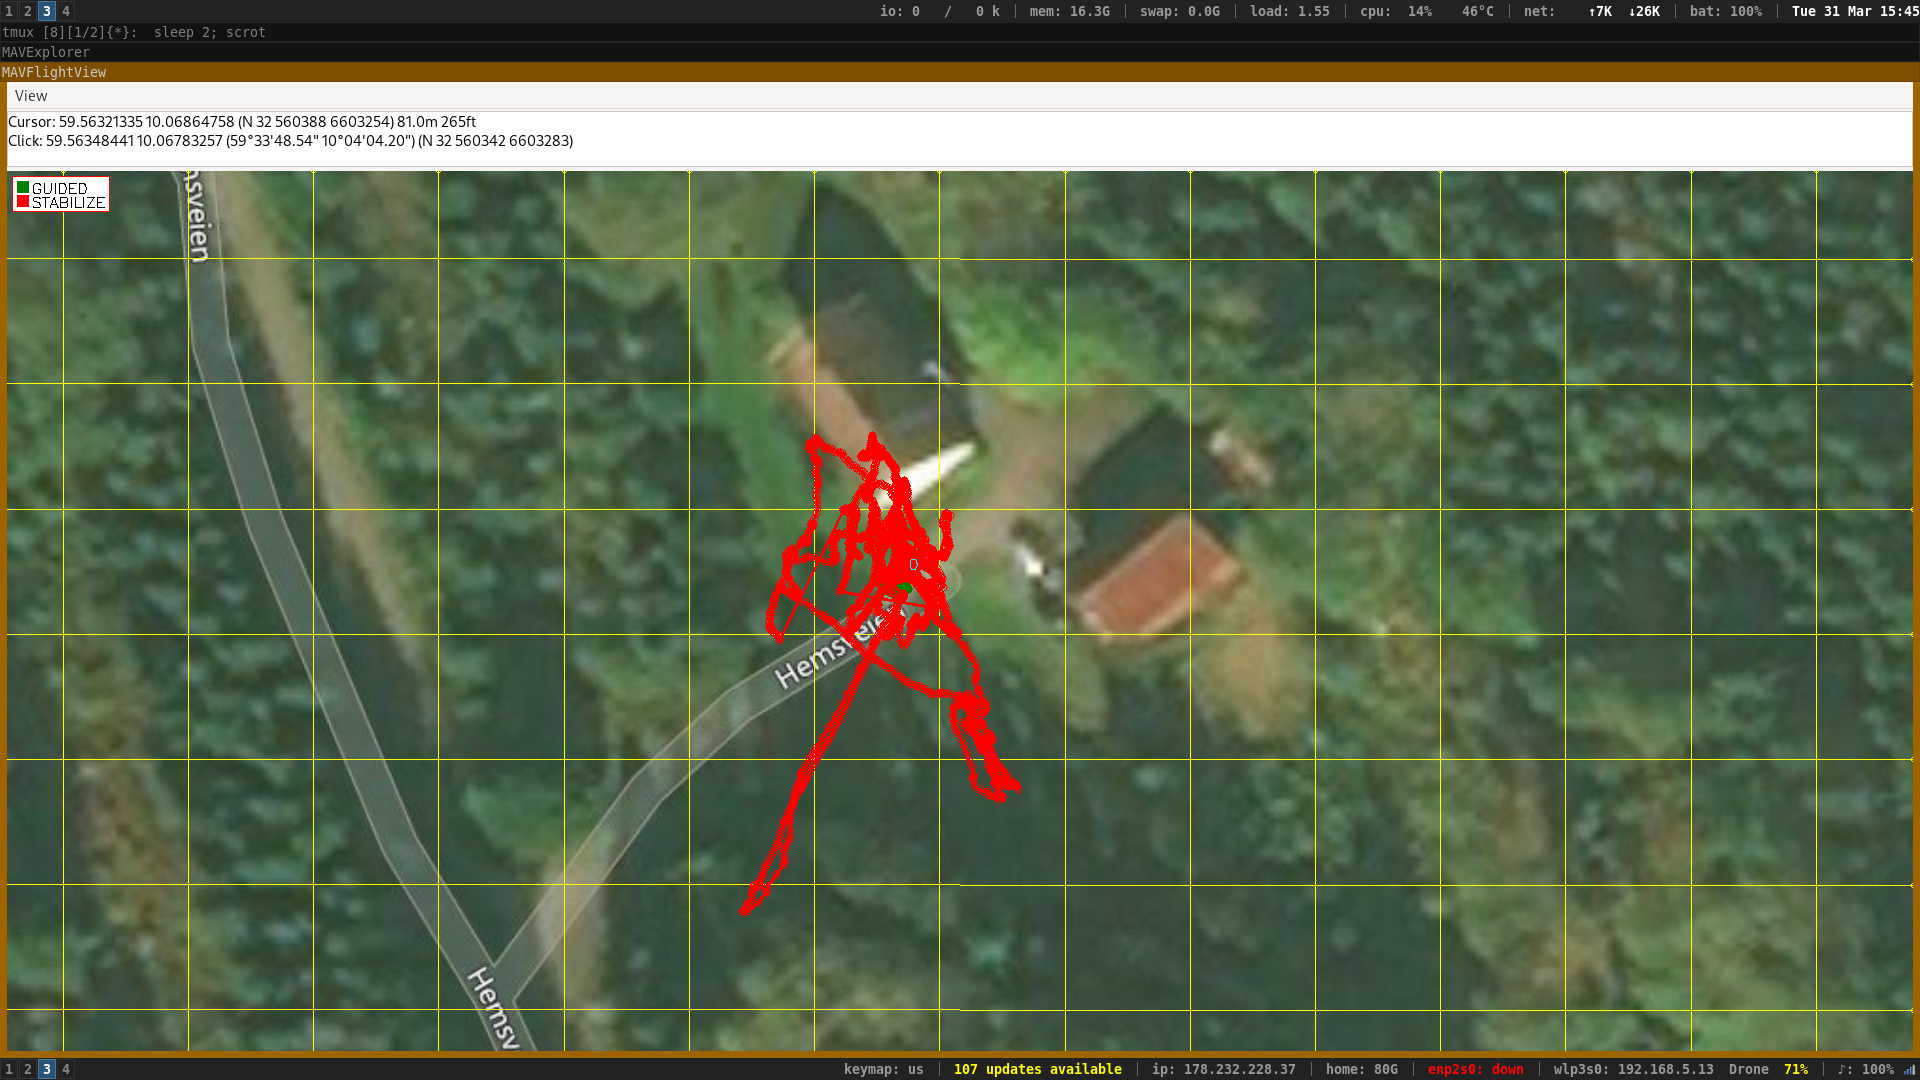 1 2 3 4 io: 0 / 0 k mem: 16.3G swap: 0.0G load: 1.55 cpu: 14% 46°C net: ↑7K ↓26K bat: 100% Tue 31 Mar 15:45
tmux [8][1/2]{*}: sleep 2; scrot
MAVExplorer
MAVFlightView
View
Cursor: 59.56321335 10.06864758 (N 32 560388 6603254) 81.0m 265ft
Click: 59.56348441 10.06783257 (59°33'48.54" 10°04'04.20") (N 32 560342 6603283)
GUIDED
STABILIZE
nsveien
Hemsveie
Hemsv
1 2 3 4 keymap: us 107 updates available ip: 178.232.228.37 home: 80G enp2s0: down wlp3s0: 192.168.5.13 Drone 71% ♪: 100%